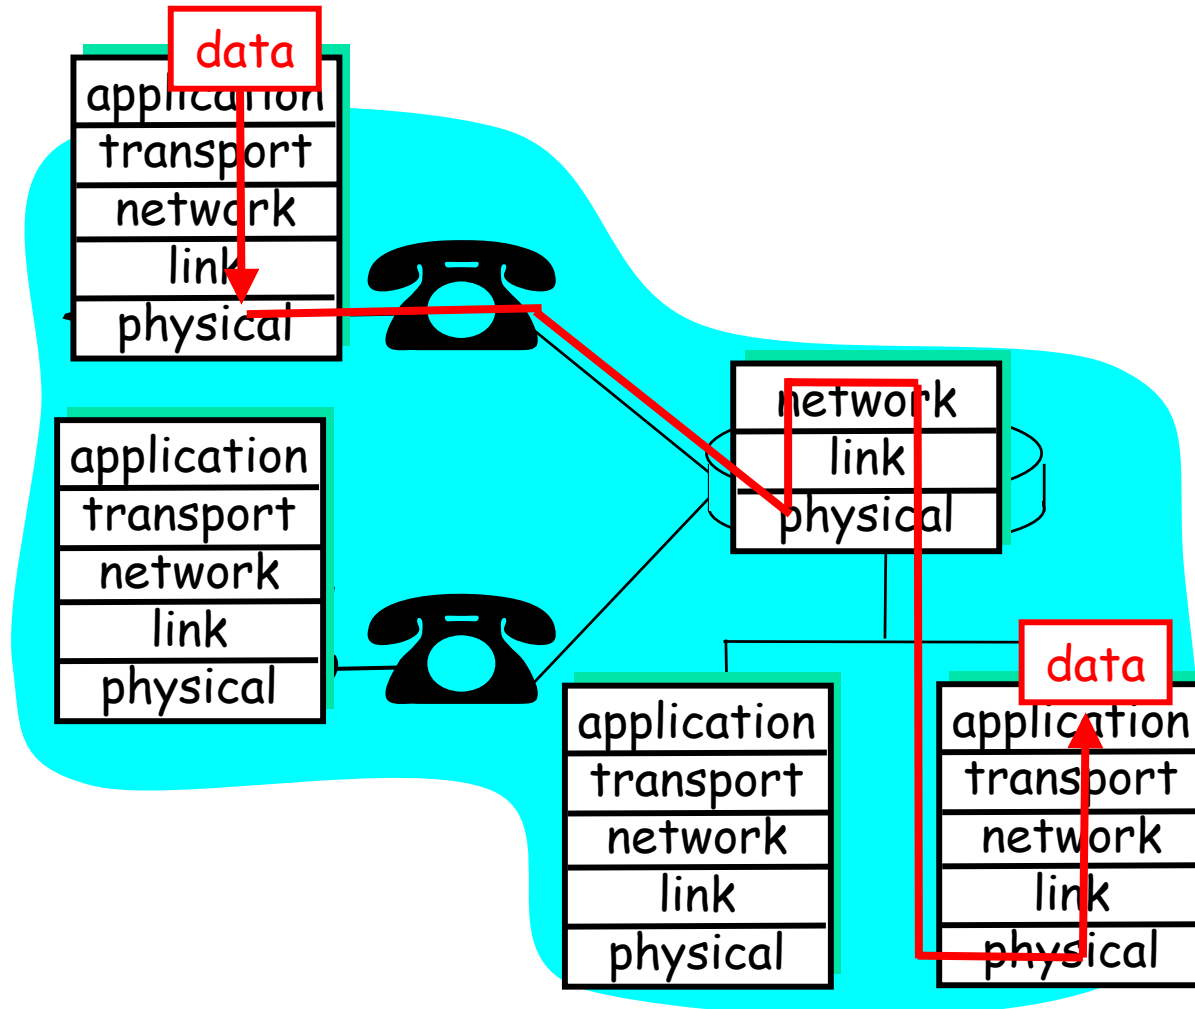 data
application
transport
network
link
physical
application
transport
network
link
physical
network
link
physical
application
transport
network
link
physical
data
application
transport
network
link
physical